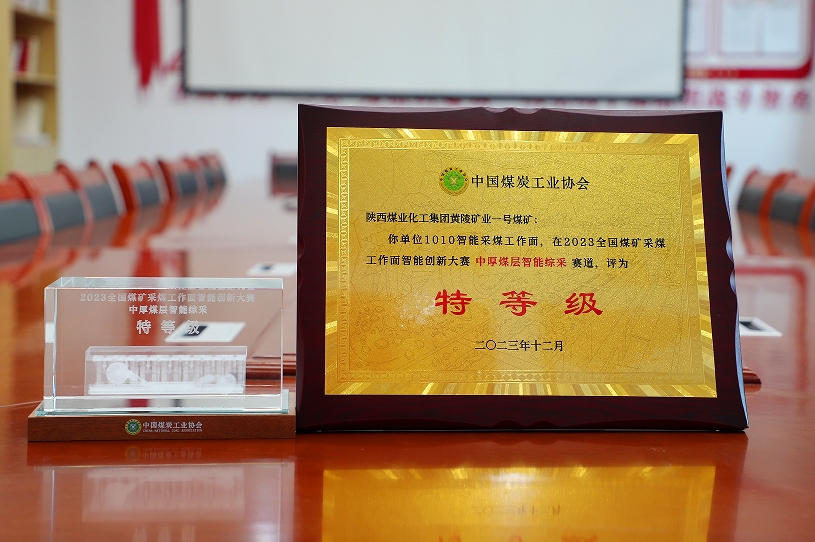 中国煤炭工业协会
陕西煤业化工集团黄陵矿业一号煤矿：
你单位1010智能采煤工作面，在2023全国煤矿采煤
工作面智能创新大赛 中厚煤层智能综采 赛道，评为
特等级
二〇二三年十二月
2023全国煤矿采煤工作面智能创新大赛
中厚煤层智能综采
特等级
中国煤炭工业协会
CHINA NATIONAL COAL ASSOCIATION